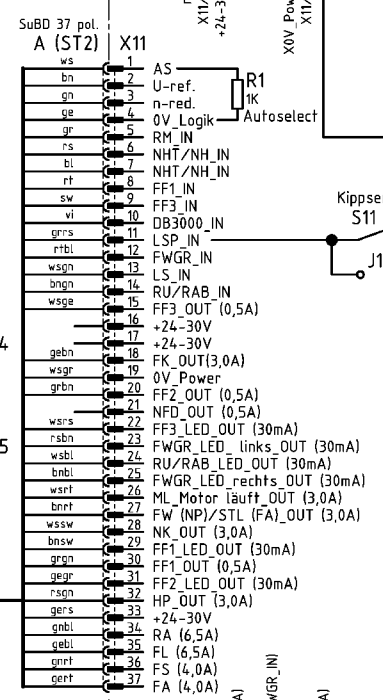 X11/
+24-3
X0V_Pow
X11/
SuBD 37 pol.
A (ST2) X11
ws 1 AS
bn 2 U-ref.
gn 3 n-red.
ge 4 0V_Logik
R1
1K
Autoselect
gr 5 RM_IN
rs 6 NHT/NH_IN
bl 7 NHT/NH_IN
rt 8 FF1_IN
sw 9 FF3_IN
vi 10 DB3000_IN
grrs 11 LSP_IN
Kippse
S11
J1
rtbl 12 FWGR_IN
wsgn 13 LS_IN
bngn 14 RU/RAB_IN
wsge 15 FF3_OUT (0,5A)
16 +24-30V
17 +24-30V
4
gebn 18 FK_OUT(3,0A)
wsgr 19 0V_Power
grbn 20 FF2_OUT (0,5A)
21 NFD_OUT (0,5A)
wsrs 22 FF3_LED_OUT (30mA)
5
rsbn 23 FWGR_LED_ links_OUT (30mA)
wsbl 24 RU/RAB_LED_OUT (30mA)
bnbl 25 FWGR_LED_rechts_OUT (30mA)
wsrt 26 ML_Motor läuft_OUT (3,0A)
bnrt 27 FW (NP)/STL (FA)_OUT (3,0A)
wssw 28 NK_OUT (3,0A)
bnsw 29 FF1_LED_OUT (30mA)
grgn 30 FF1_OUT (0,5A)
gegr 31 FF2_LED_OUT (30mA)
rsgn 32 HP_OUT (3,0A)
gers 33 +24-30V
gnbl 34 RA (6,5A)
gebl 35 FL (6,5A)
gnrt 36 FS (4,0A)
gert 37 FA (4,0A)
A)
WGR_IN)
A)